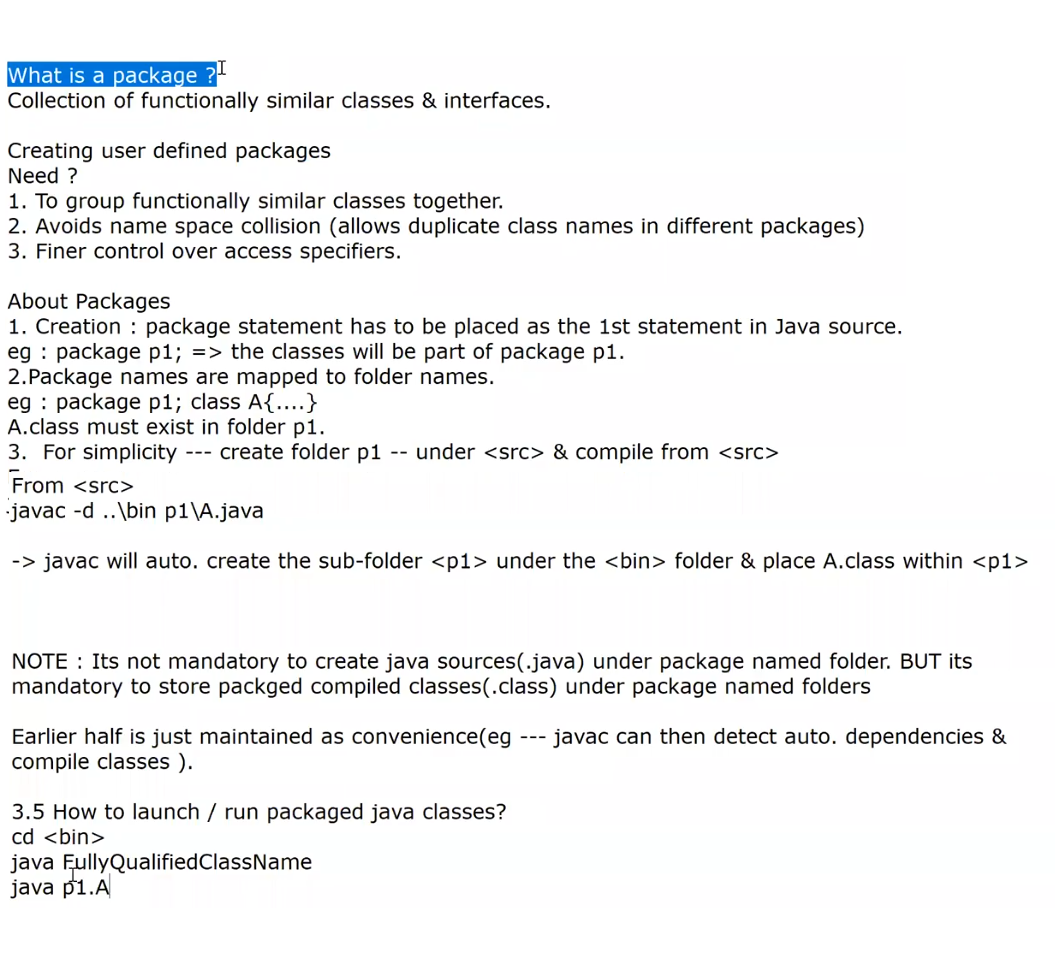 What is a package ?
Collection of functionally similar classes & interfaces.
Creating user defined packages
Need ?
1. To group functionally similar classes together.
2. Avoids name space collision (allows duplicate class names in different packages)
3. Finer control over access specifiers.
About Packages
1. Creation : package statement has to be placed as the 1st statement in Java source.
eg : package p1; => the classes will be part of package p1.
2.Package names are mapped to folder names.
eg : package p1; class A{....}
A.class must exist in folder p1.
3.  For simplicity --- create folder p1 -- under <src> & compile from <src>
From <src>
javac -d ..\bin p1\A.java
-> javac will auto. create the sub-folder <p1> under the <bin> folder & place A.class within <p1>
NOTE : Its not mandatory to create java sources(.java) under package named folder. BUT its
mandatory to store packged compiled classes(.class) under package named folders
Earlier half is just maintained as convenience(eg --- javac can then detect auto. dependencies &
compile classes ).
3.5 How to launch / run packaged java classes?
cd <bin>
java FullyQualifiedClassName
java p1.A